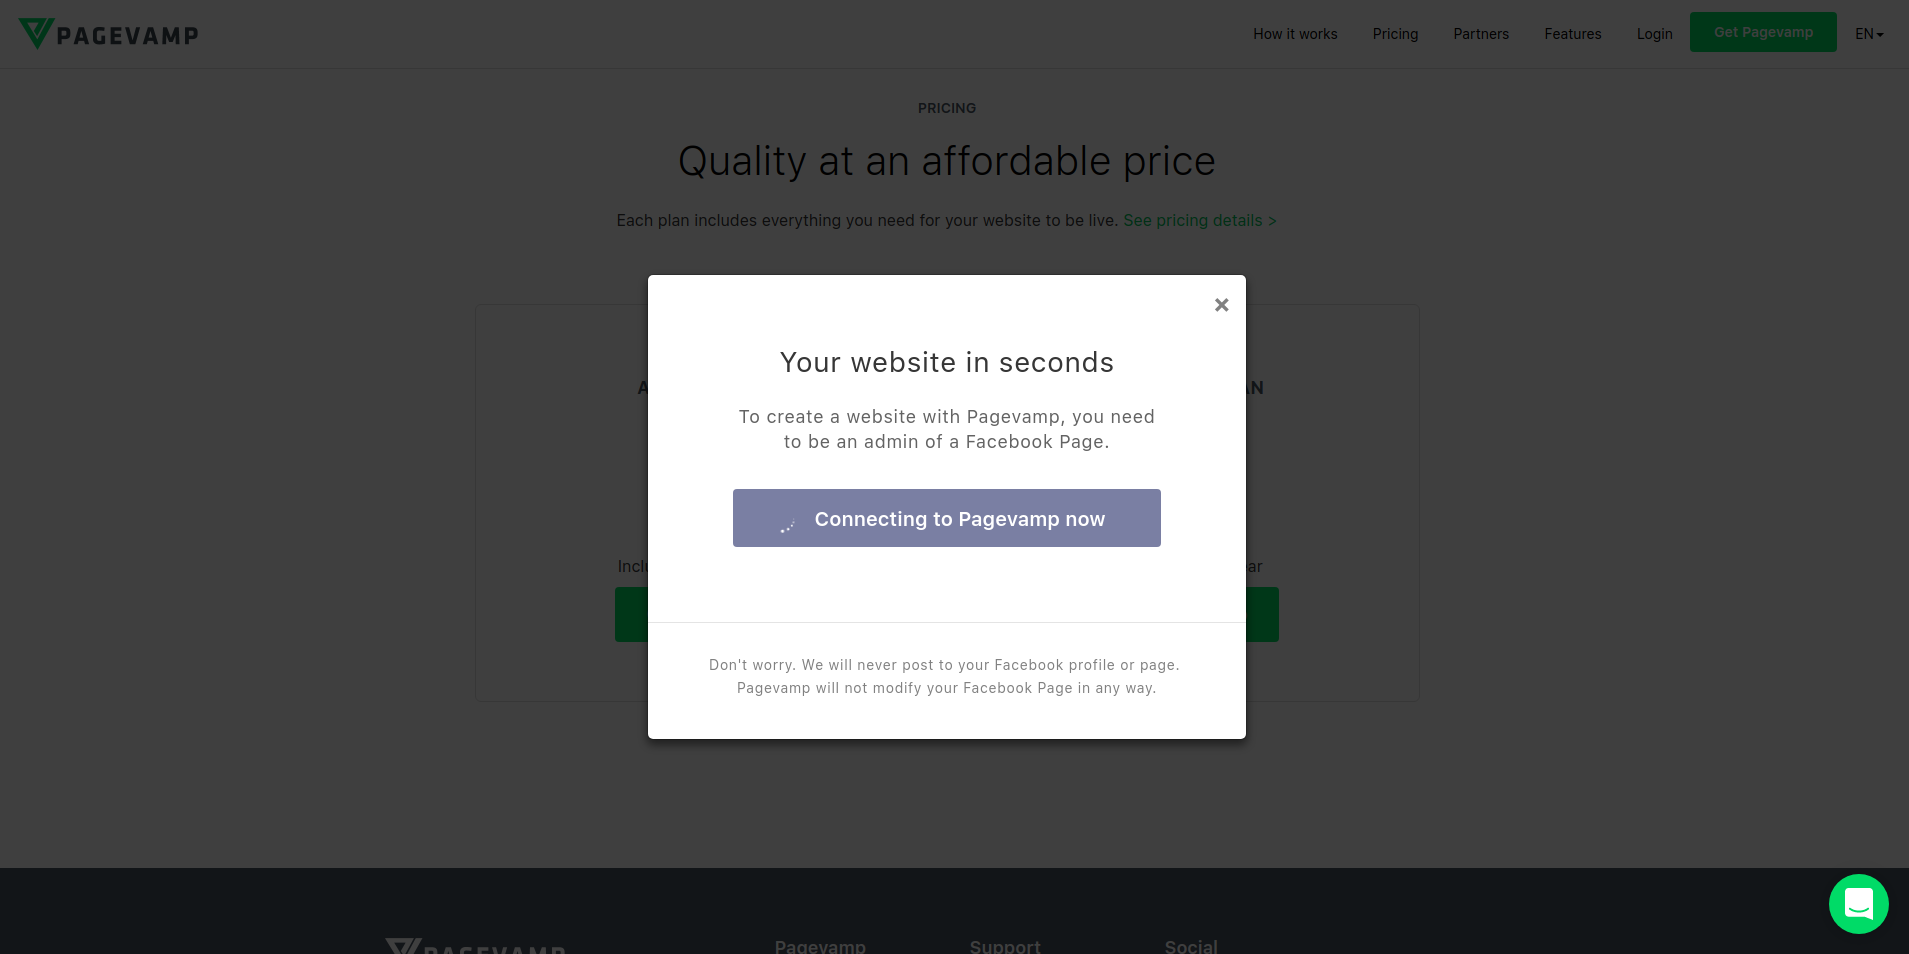 PAGEVAMP
How it works
Pricing
Partners
Features
Login
Get Pagevamp
EN
PRICING
Quality at an affordable price
Each plan includes everything you need for your website to be live. See pricing details >
×
Your website in seconds
To create a website with Pagevamp, you need
to be an admin of a Facebook Page.
Connecting to Pagevamp now
Don't worry. We will never post to your Facebook profile or page.
Pagevamp will not modify your Facebook Page in any way.
PAGEVAMP
Pagevamp
Support
Social